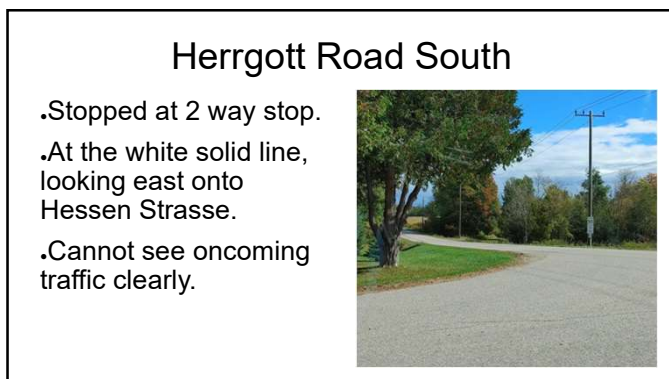 Herrgott Road South
•Stopped at 2 way stop.
•At the white solid line,
looking east onto
Hessen Strasse.
•Cannot see oncoming
traffic clearly.